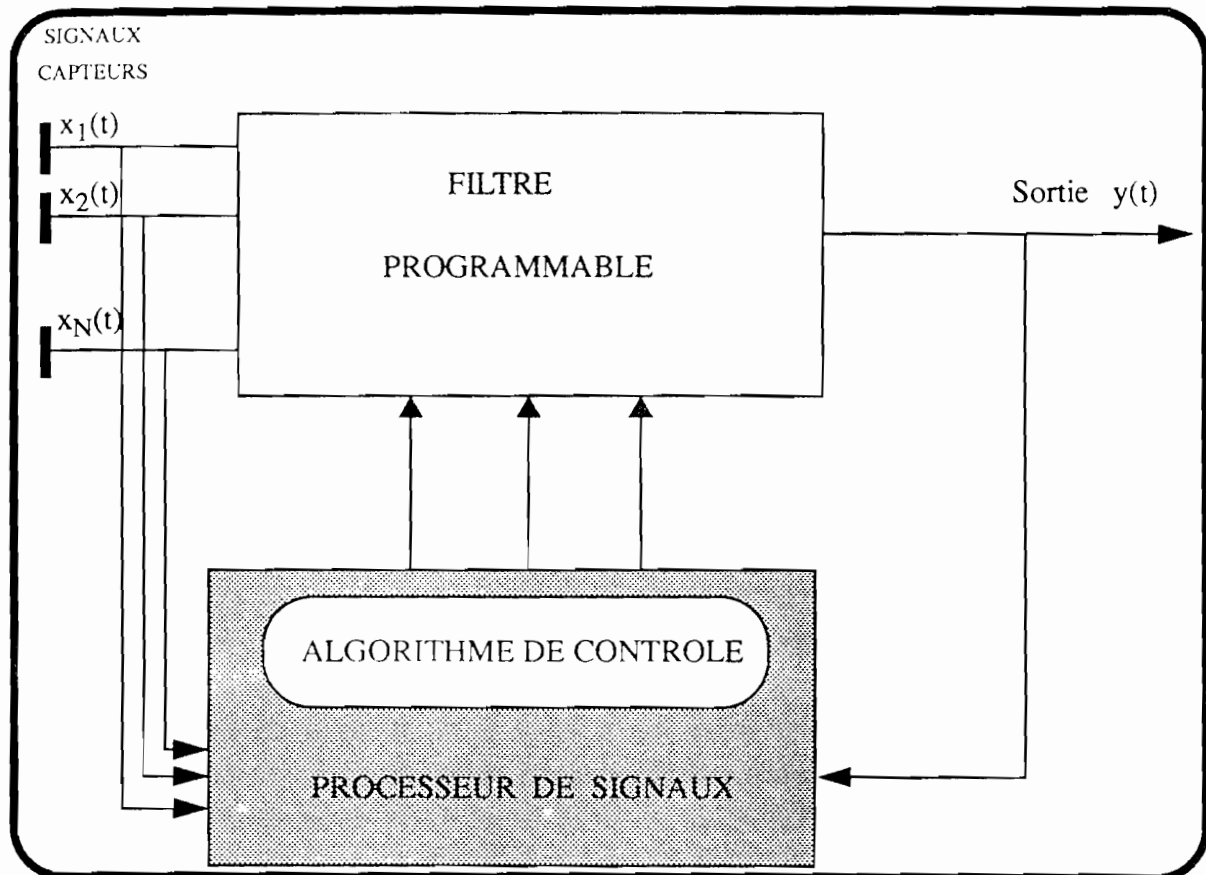 SIGNAUX
CAPTEURS
x1(t)
x2(t)
xN(t)
FILTRE
PROGRAMMABLE
Sortie y(t)
ALGORITHME DE CONTROLE
PROCESSEUR DE SIGNAUX